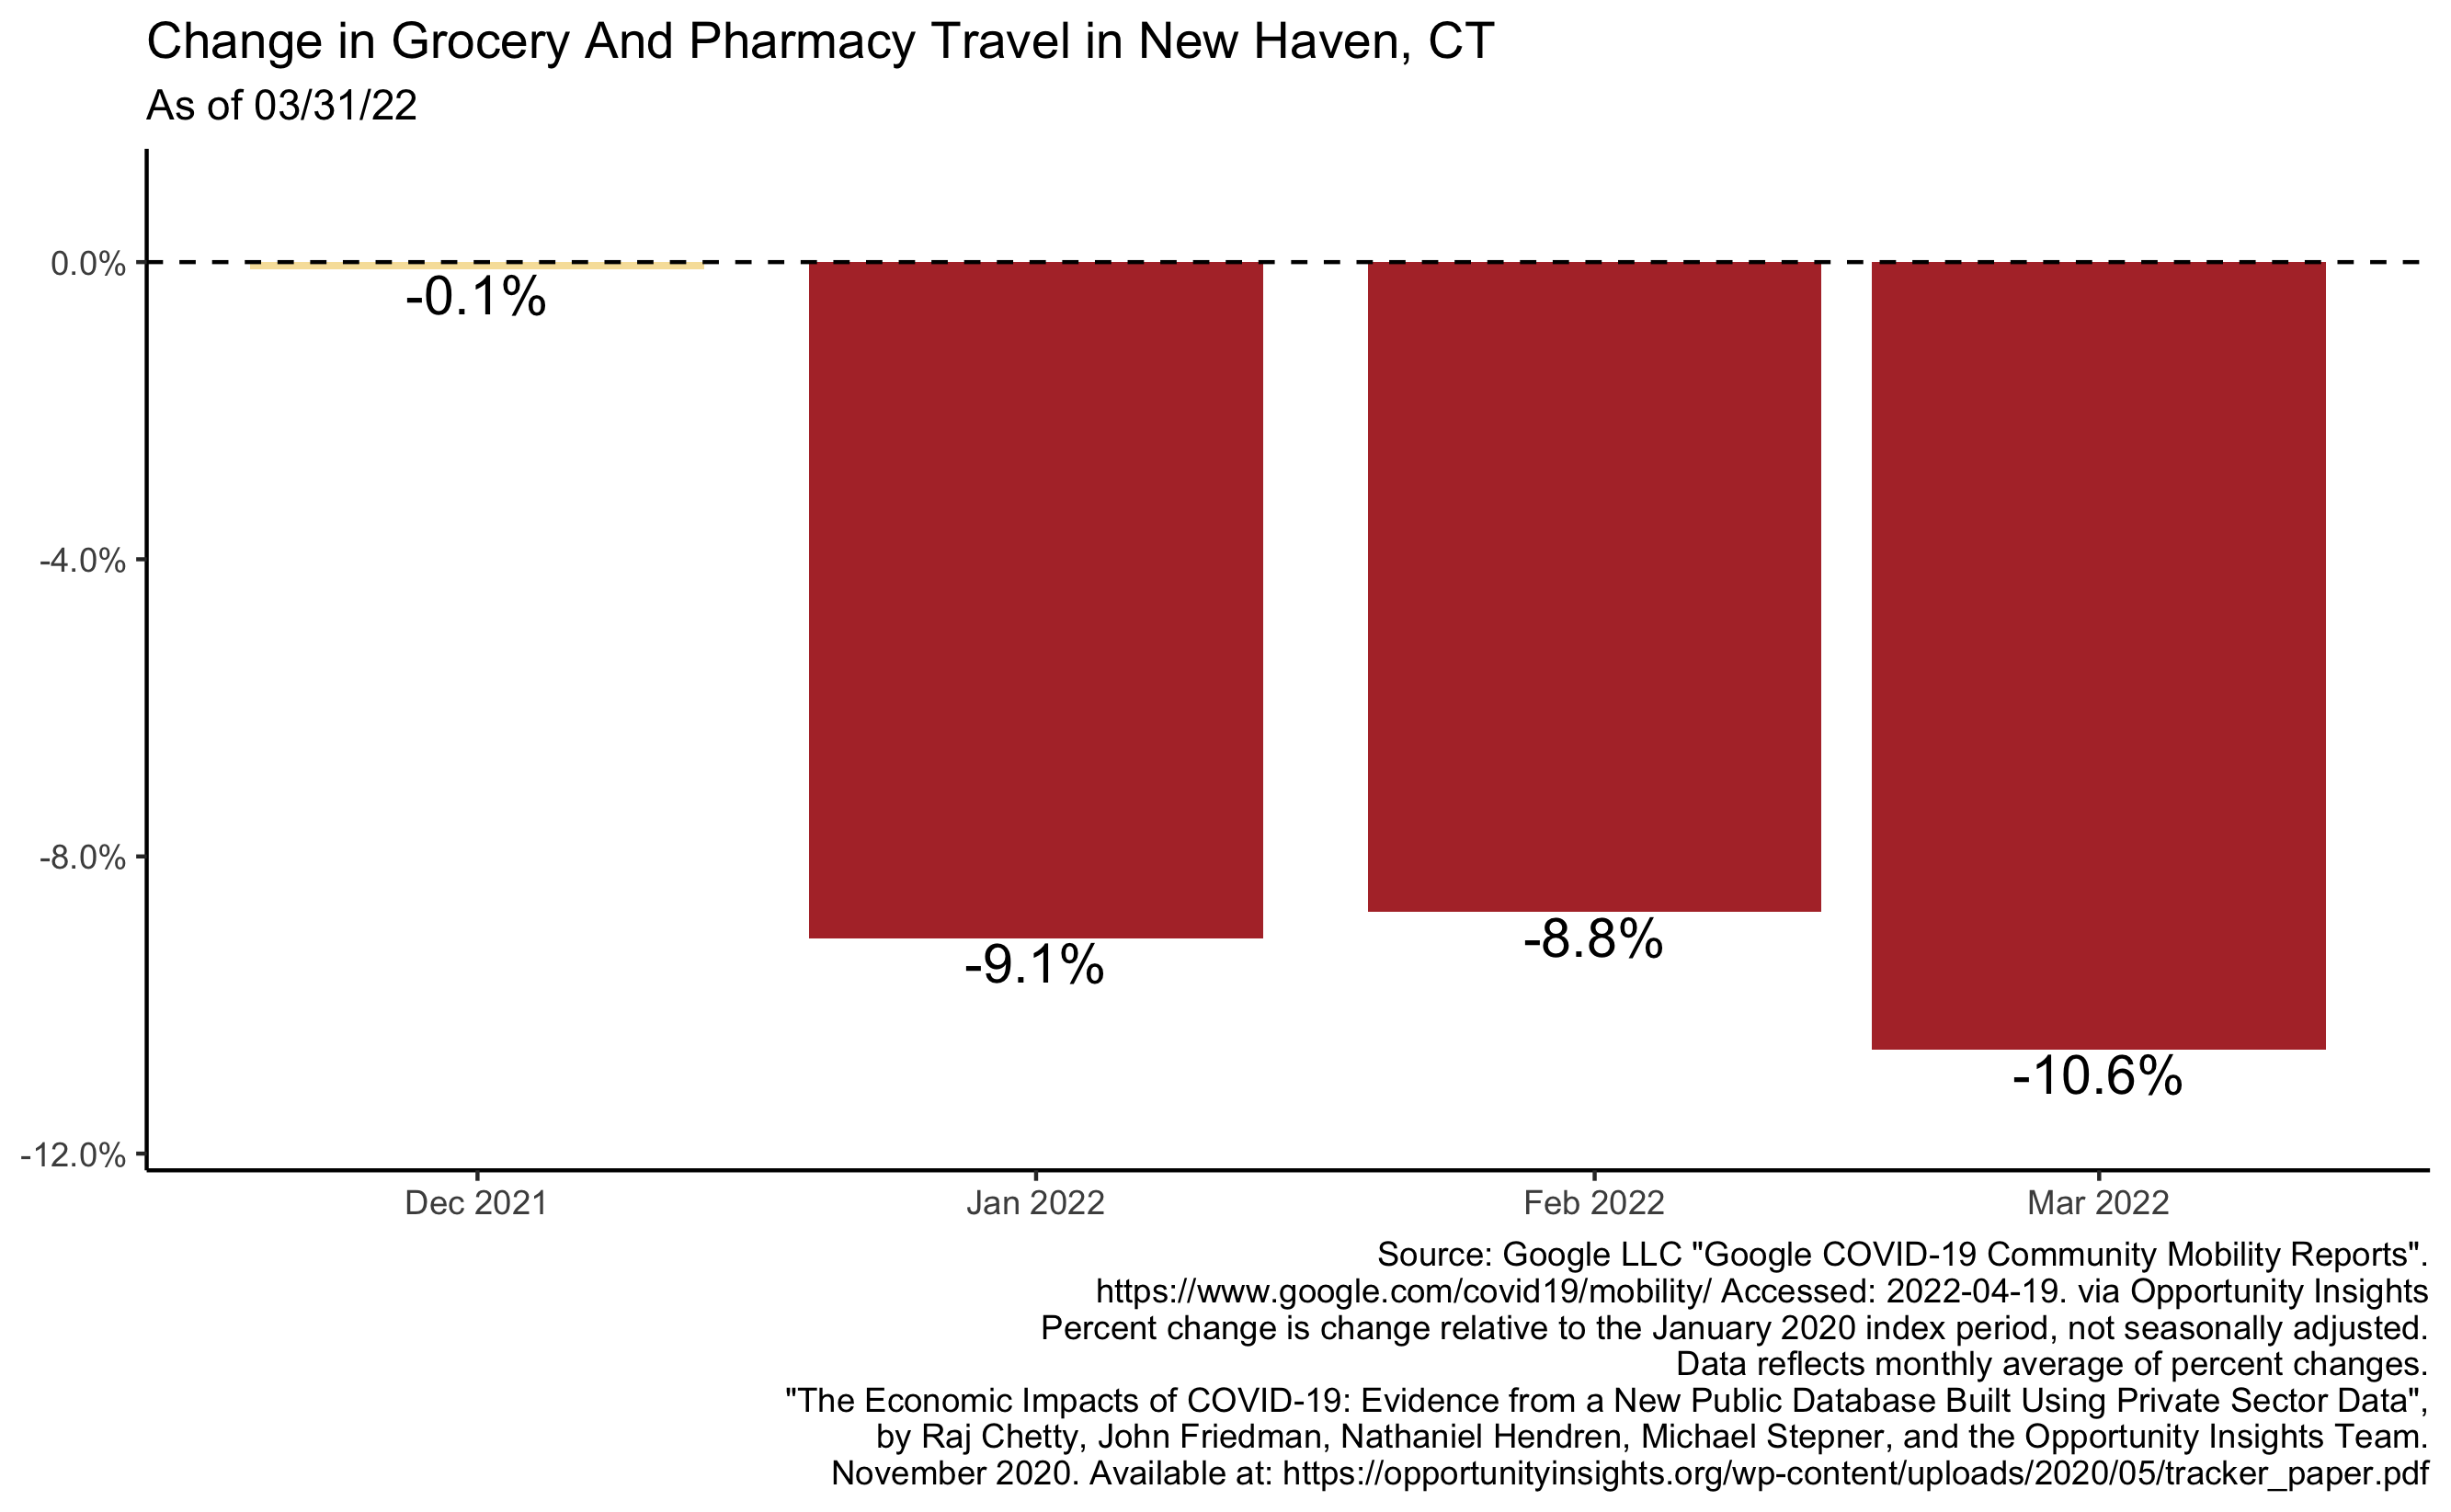 Change in Grocery And Pharmacy Travel in New Haven, CT
As of 03/31/22
0.0%
-4.0%
-8.0%
-12.0%
-0.1%
-9.1%
-8.8%
-10.6%
Dec 2021
Jan 2022
Feb 2022
Mar 2022
Source: Google LLC "Google COVID-19 Community Mobility Reports".
https://www.google.com/covid19/mobility/ Accessed: 2022-04-19. via Opportunity Insights
Percent change is change relative to the January 2020 index period, not seasonally adjusted.
Data reflects monthly average of percent changes.
"The Economic Impacts of COVID-19: Evidence from a New Public Database Built Using Private Sector Data",
by Raj Chetty, John Friedman, Nathaniel Hendren, Michael Stepner, and the Opportunity Insights Team.
November 2020. Available at: https://opportunityinsights.org/wp-content/uploads/2020/05/tracker_paper.pdf